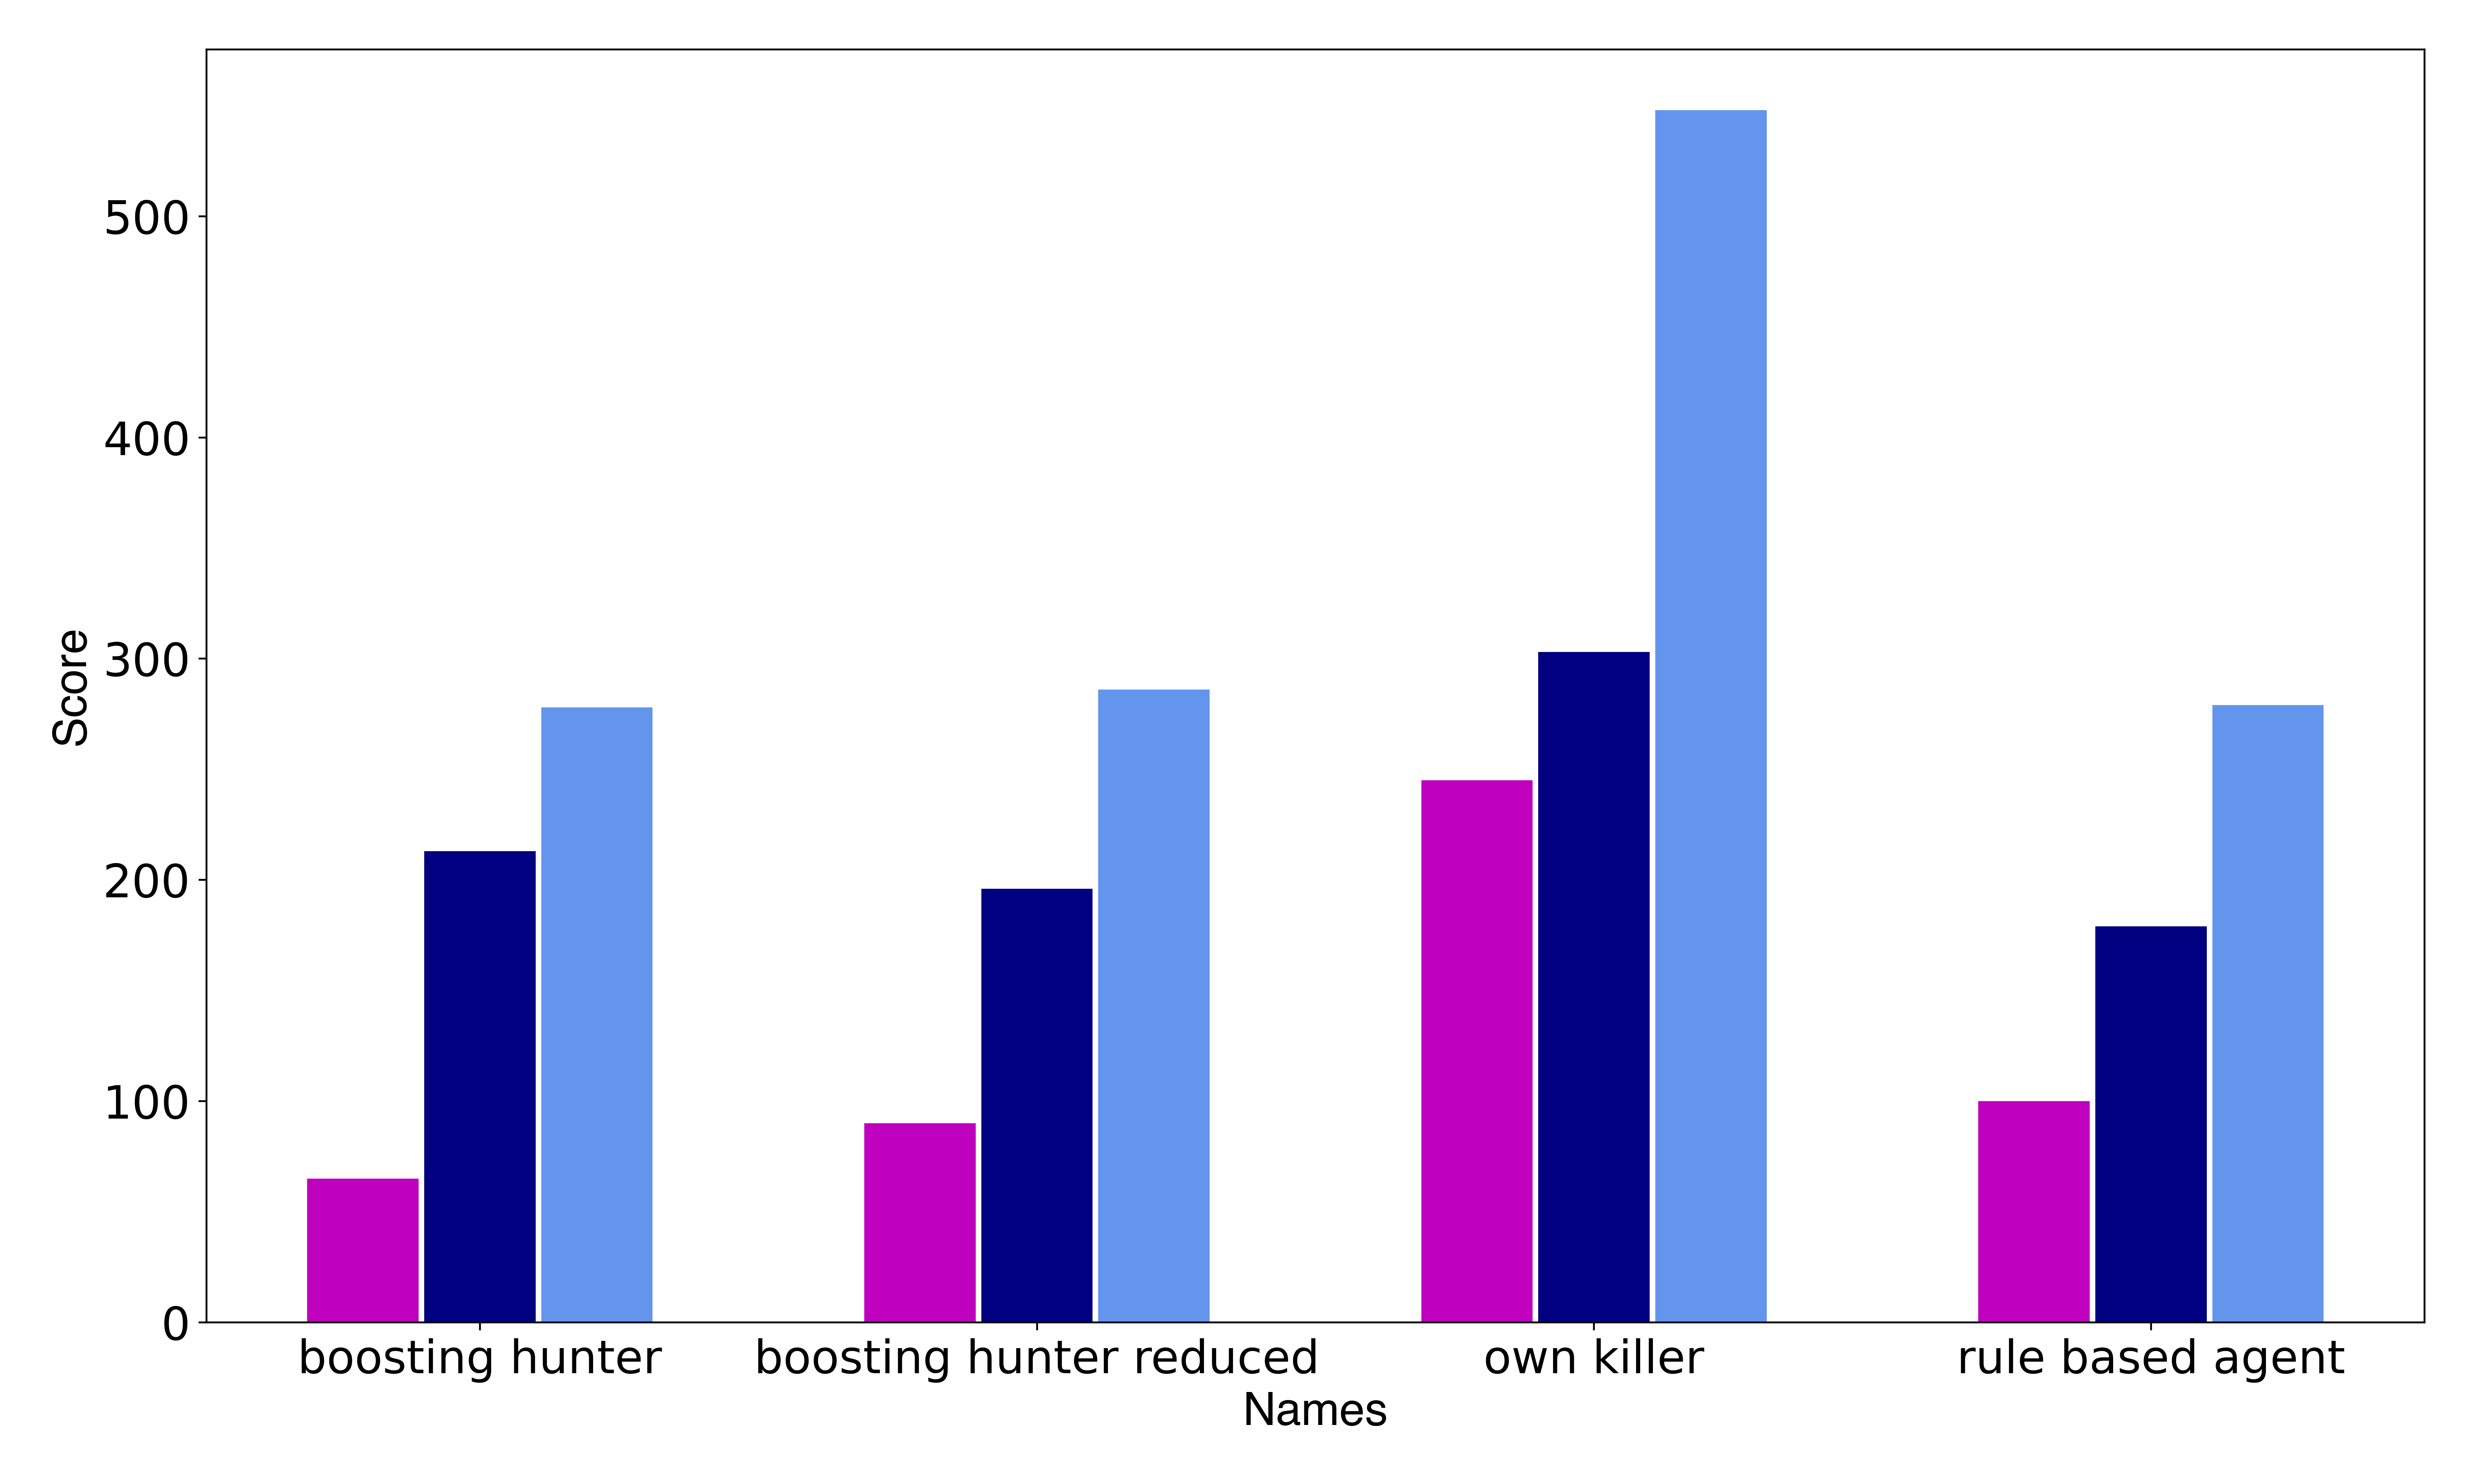 500
400
300
200
100
0
Score
boosting hunter
boosting hunter reduced
own killer
rule based agent
Names